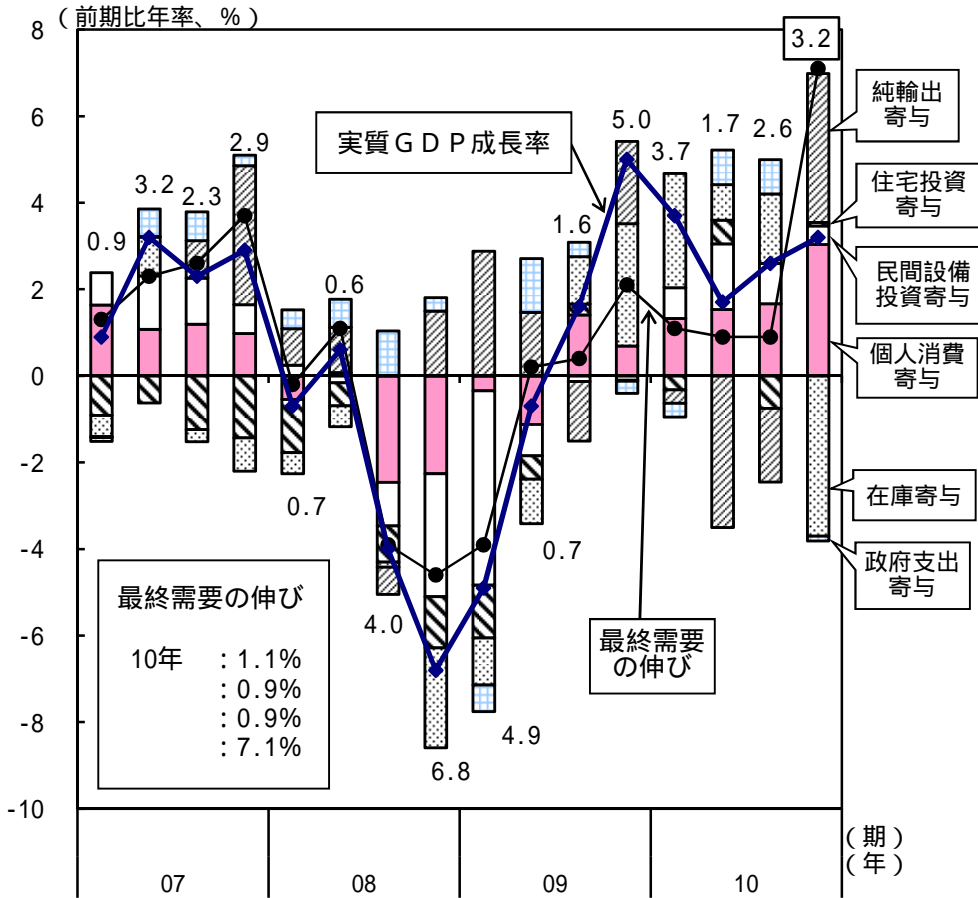 (前期比年率、%)
8
6
4
2
0
-2
-4
-6
-8
-10
0.9
3.2
2.3
2.9
0.7
0.6
4.0
6.8
4.9
0.7
1.6
5.0
3.7
1.7
2.6
3.2
実質GDP成長率
最終需要
の伸び
純輸出
寄与
住宅投資
寄与
民間設備
投資寄与
個人消費
寄与
在庫寄与
政府支出
寄与
最終需要の伸び
10年 :1.1%
:0.9%
:0.9%
:7.1%
07
08
09
10
(期)
(年)